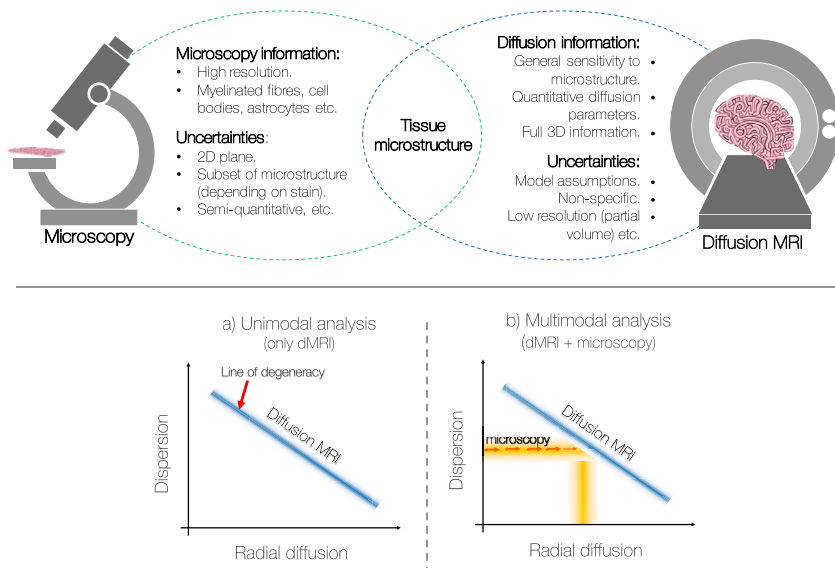 Microscopy information:
• High resolution.
• Myelinated fibres, cell
bodies, astrocytes etc.
Uncertainties:
• 2D plane.
• Subset of microstructure
(depending on stain).
• Semi-quantitative, etc.
Microscopy
Tissue
microstructure
Diffusion information:
General sensitivity to •
microstructure.
Quantitative diffusion •
parameters.
Full 3D information. •
Uncertainties:
Model assumptions. •
Non-specific. •
Low resolution (partial •
volume) etc.
Diffusion MRI
a) Unimodal analysis
(only dMRI)
Line of degeneracy
Diffusion MRI
Dispersion
Radial diffusion
b) Multimodal analysis
(dMRI + microscopy)
microscopy
Diffusion MRI
Dispersion
Radial diffusion